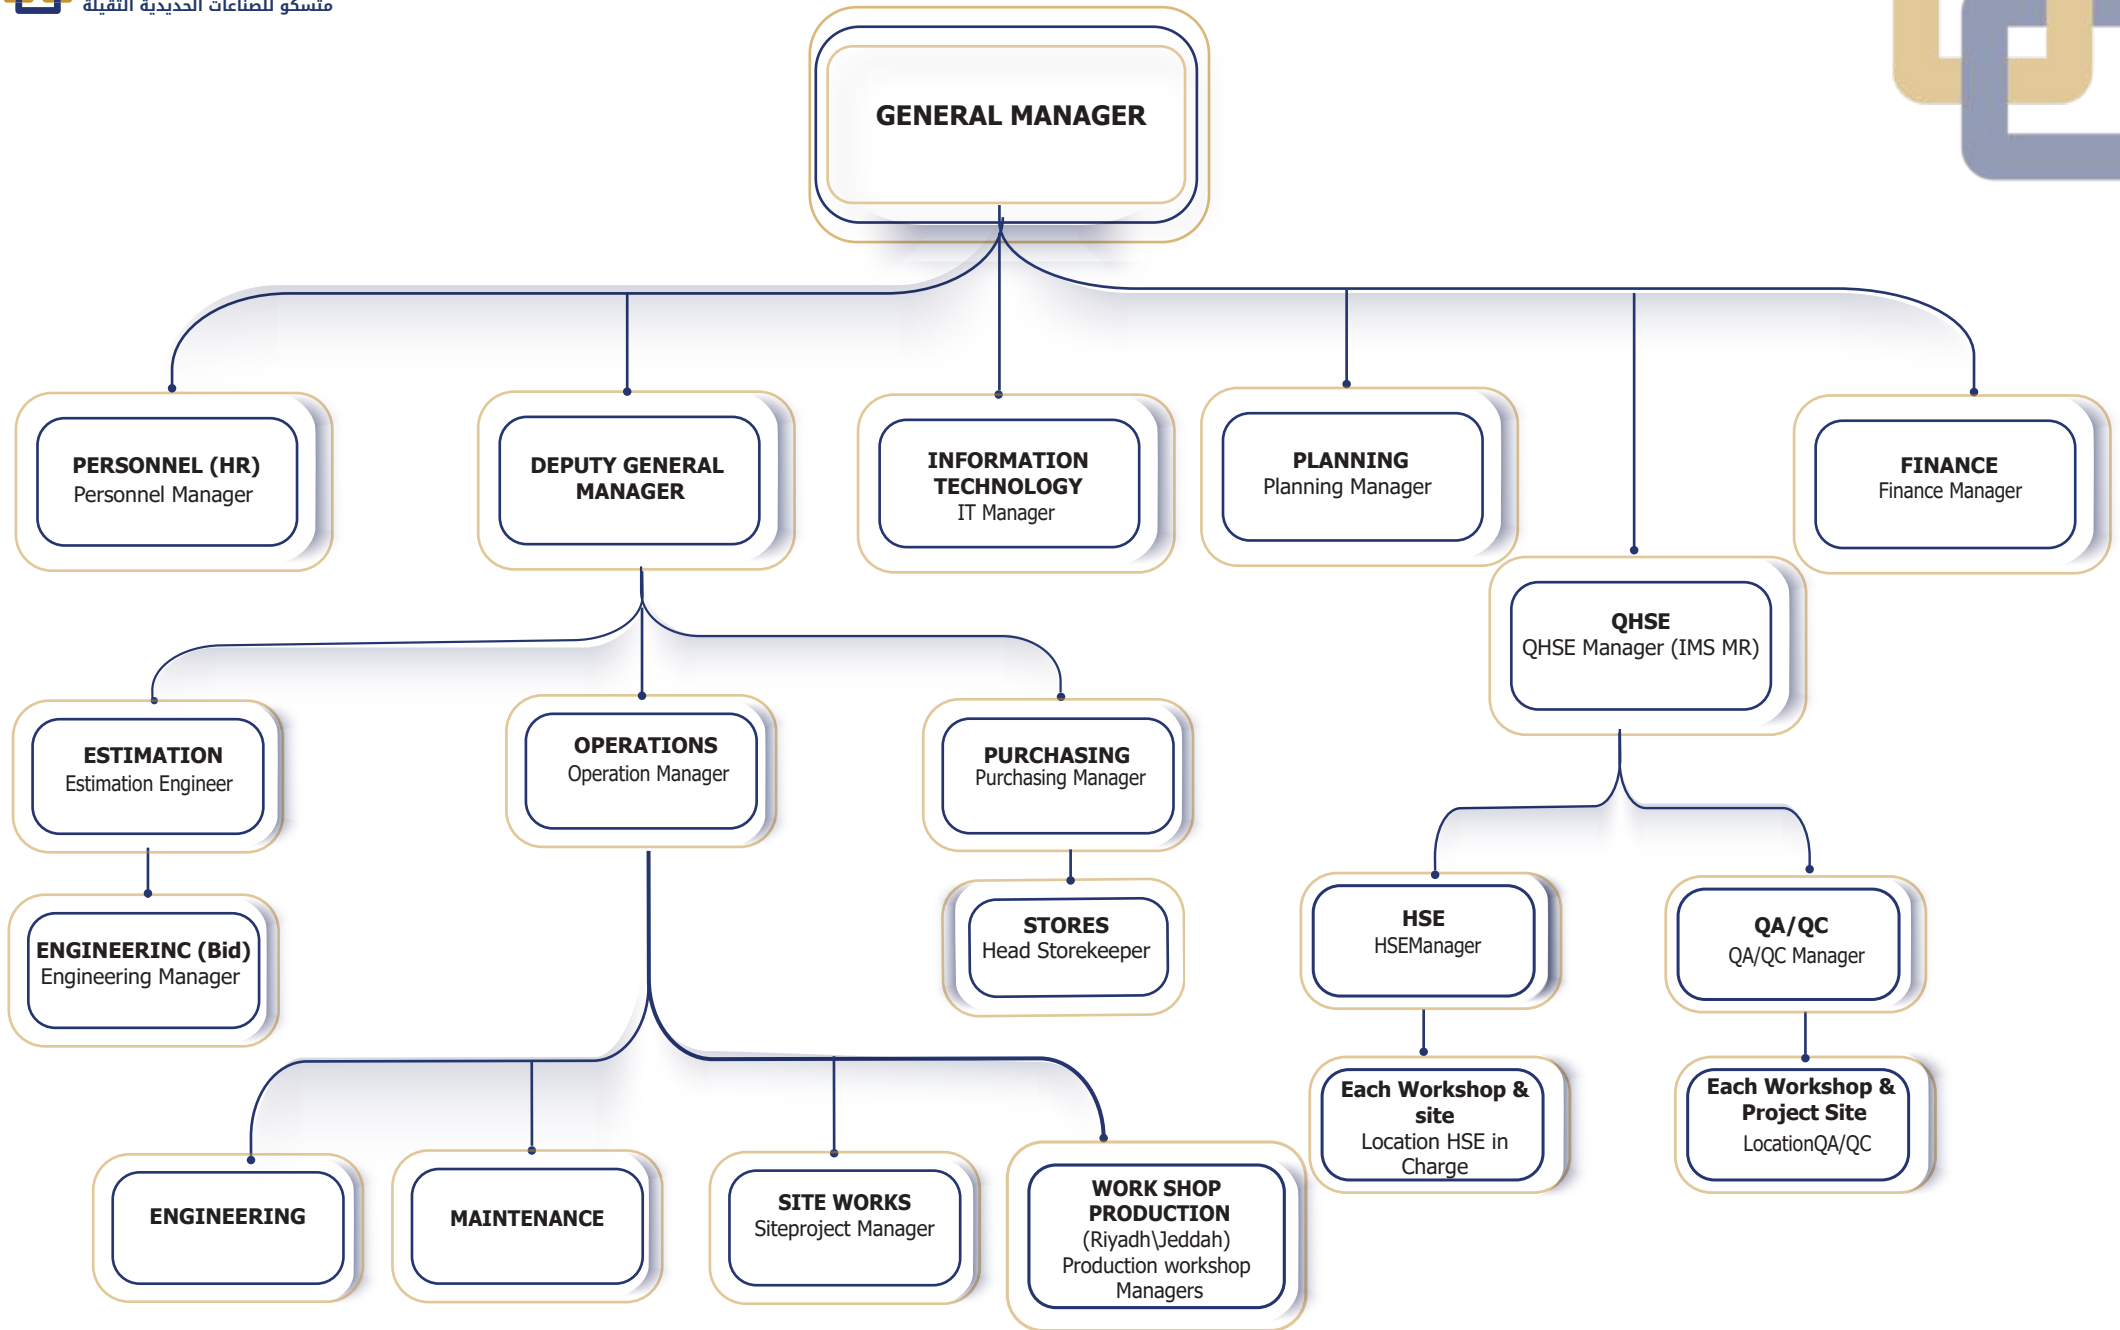 متسكو للصناعات الحديدية الثقيلة
GENERAL MANAGER
PERSONNEL (HR)
Personnel Manager
DEPUTY GENERAL
MANAGER
INFORMATION
TECHNOLOGY
IT Manager
PLANNING
Planning Manager
FINANCE
Finance Manager
QHSE
QHSE Manager (IMS MR)
ESTIMATION
Estimation Engineer
OPERATIONS
Operation Manager
PURCHASING
Purchasing Manager
ENGINEERINC (Bid)
Engineering Manager
STORES
Head Storekeeper
HSE
HSEManager
QA/QC
QA/QC Manager
Each Workshop &
site
Location HSE in
Charge
Each Workshop &
Project Site
LocationQA/QC
ENGINEERING
MAINTENANCE
SITE WORKS
Siteproject Manager
WORK SHOP
PRODUCTION
(Riyadh\Jeddah)
Production workshop
Managers